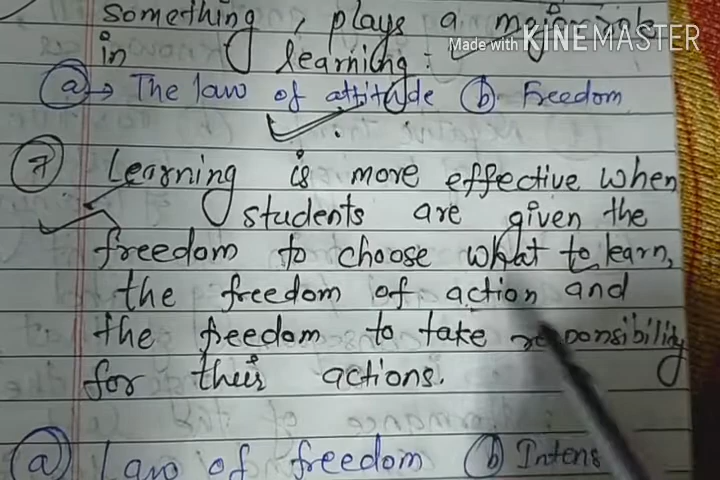 something, plays a major role
Made with KINEMASTER
in learning:
(a)→ The law of attitude (b) Freedom
(7) Learning is more effective when
students are given the
freedom to choose what to learn,
the freedom of action and
the freedom to take responsibility
for their actions.
(a) Law of freedom (b) Intens